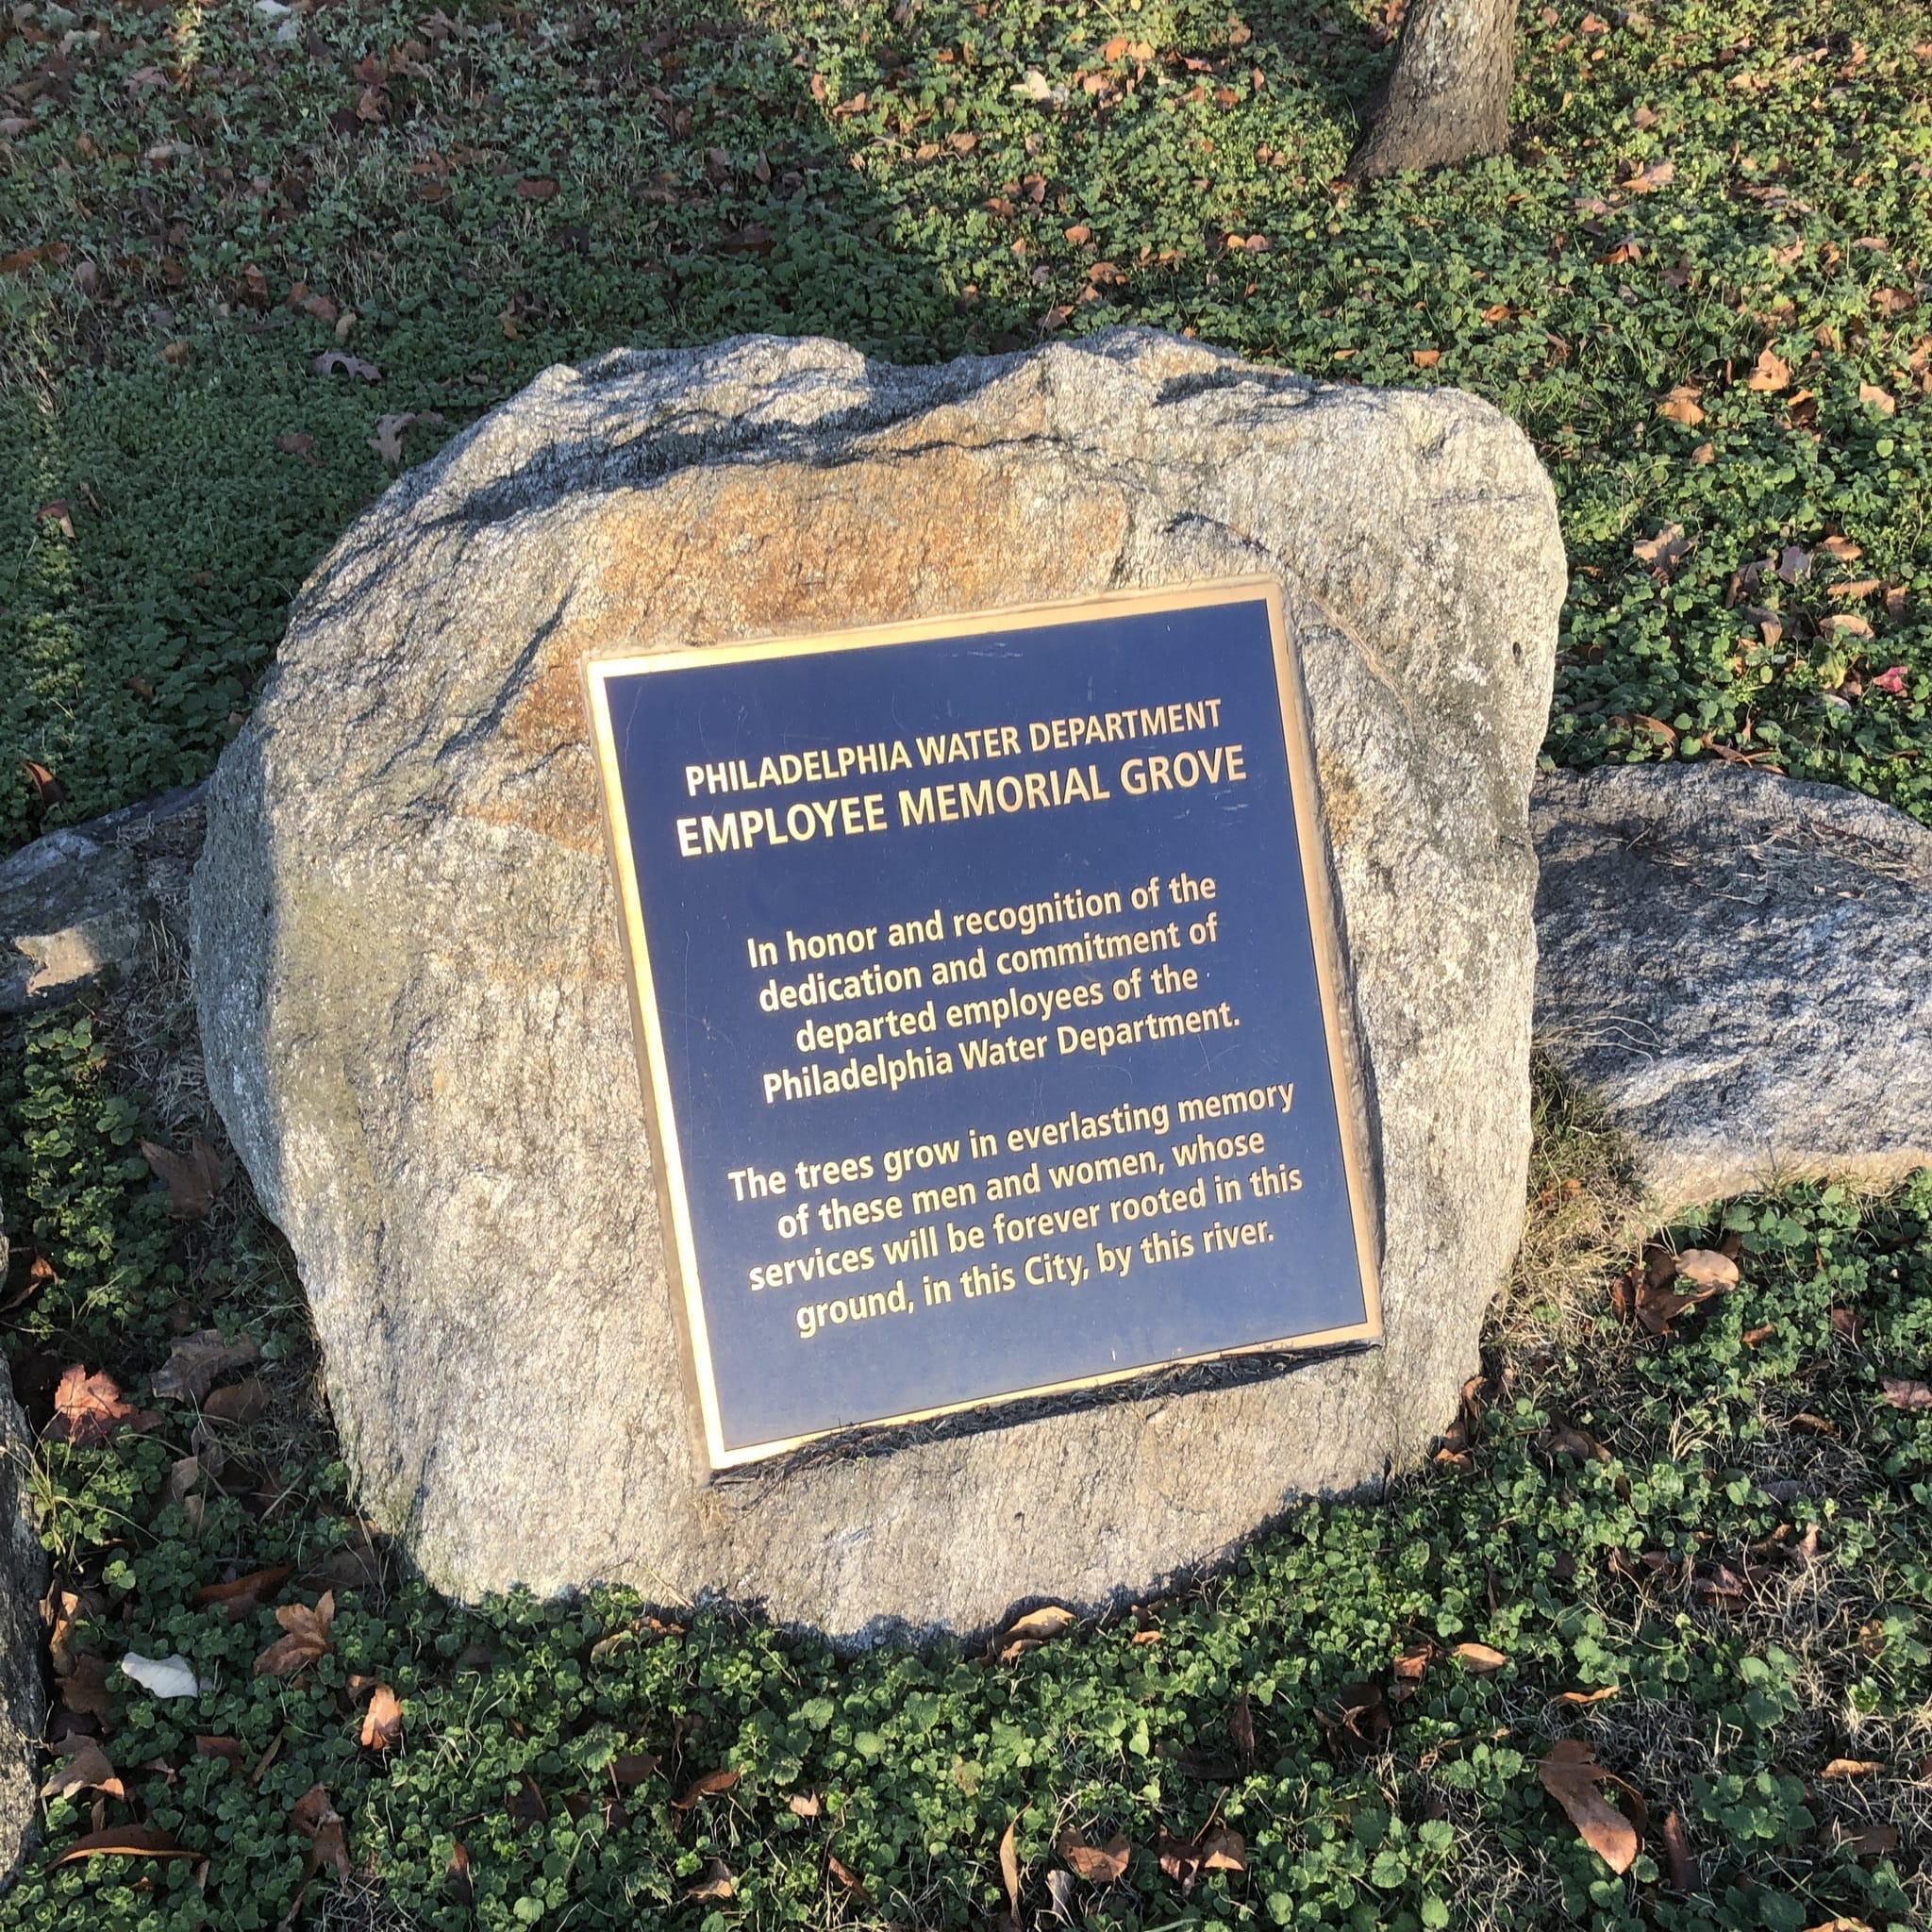 PHILADELPHIA WATER DEPARTMENT
EMPLOYEE MEMORIAL GROVE
In honor and recognition of the
dedication and commitment of
departed employees of the
Philadelphia Water Department.
The trees grow in everlasting memory
of these men and women, whose
services will be forever rooted in this
ground, in this City, by this river.